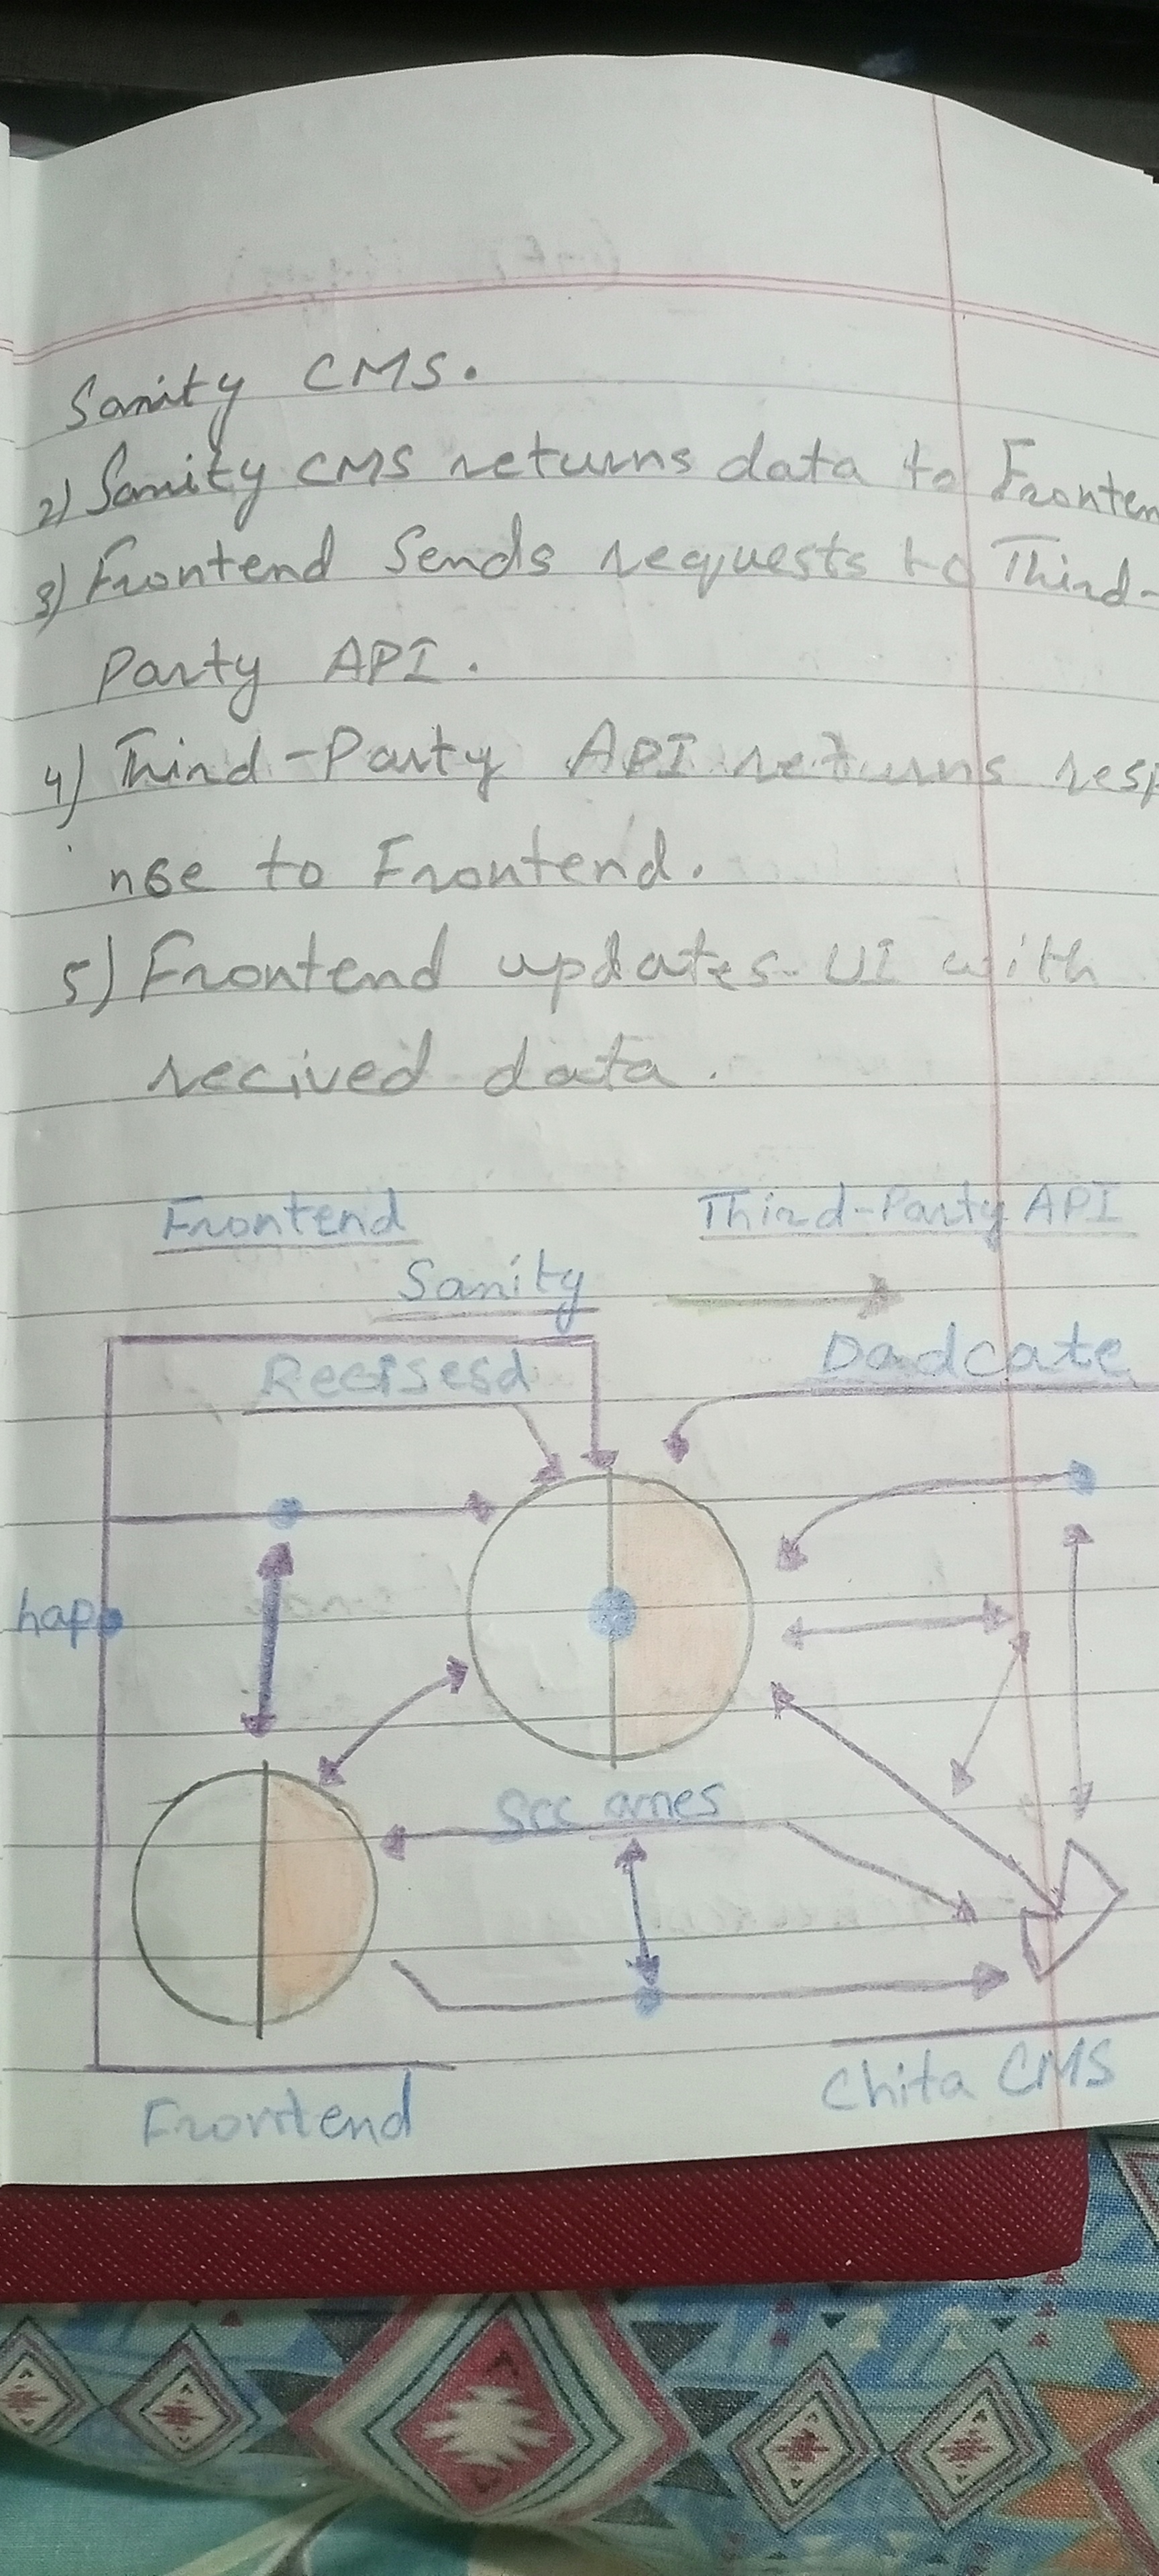 Sanity CMS.
2) Sanity CMS returns data to Fronten
3) Frontend Sends requests to Third-
Party API.
4) Third-Party API returns resp
nse to Frontend.
5) Frontend updates UI with
recived data.
Frontend Third-Party API
Sanity
Recisesd Dadcate
hap
Scc ames
Frontend Chita CMS